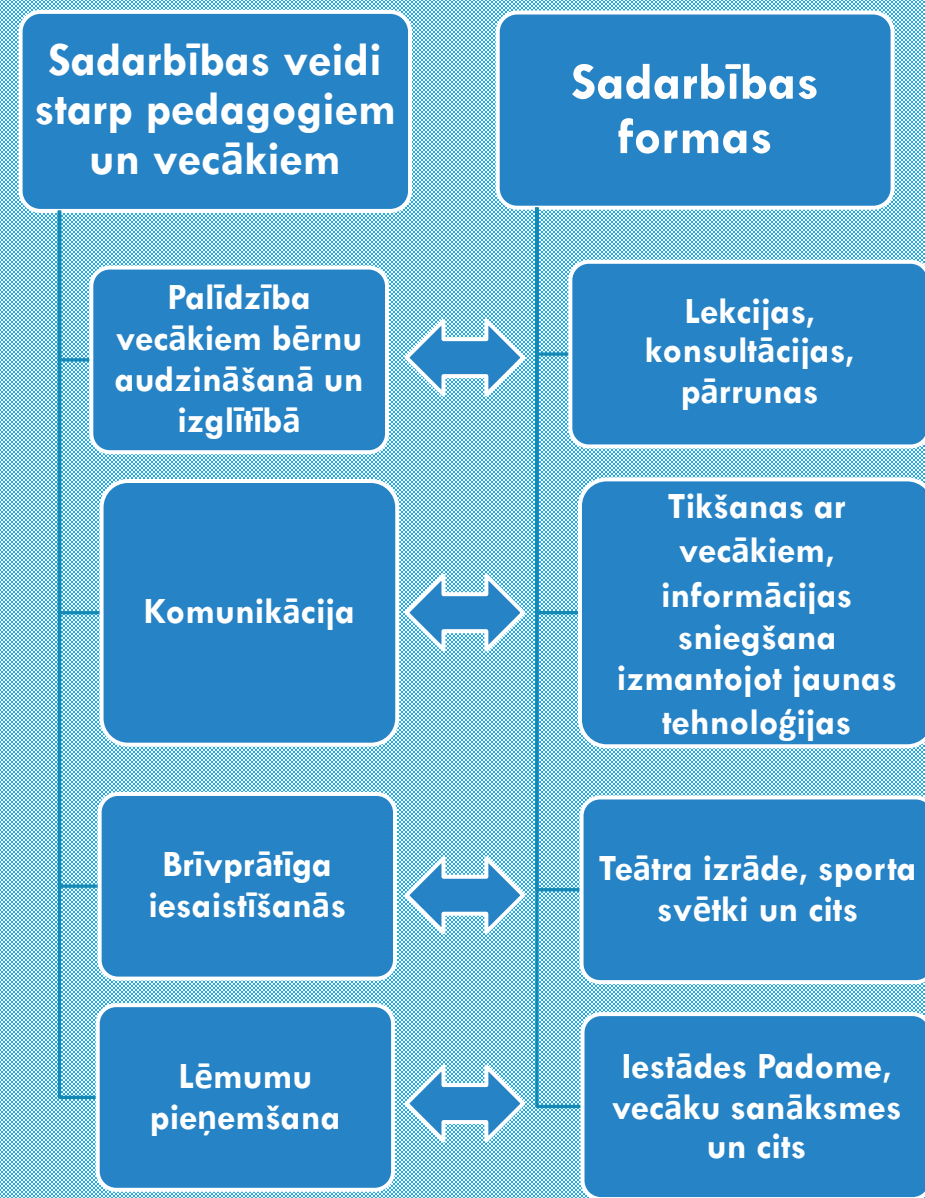 Sadarbības veidi
starp pedagogiem
un vecākiem
Sadarbības
formas
Palīdzība
vecākiem bērnu
audzināšanā un
izglītībā
Lekcijas,
konsultācijas,
pārrunas
Komunikācija
Tikšanas ar
vecākiem,
informācijas
sniegšana
izmantojot jaunas
tehnoloģijas
Brīvprātīga
iesaistīšanās
Teātra izrāde, sporta
svētki un cits
Lēmumu
pieņemšana
Iestādes Padome,
vecāku sanāksmes
un cits